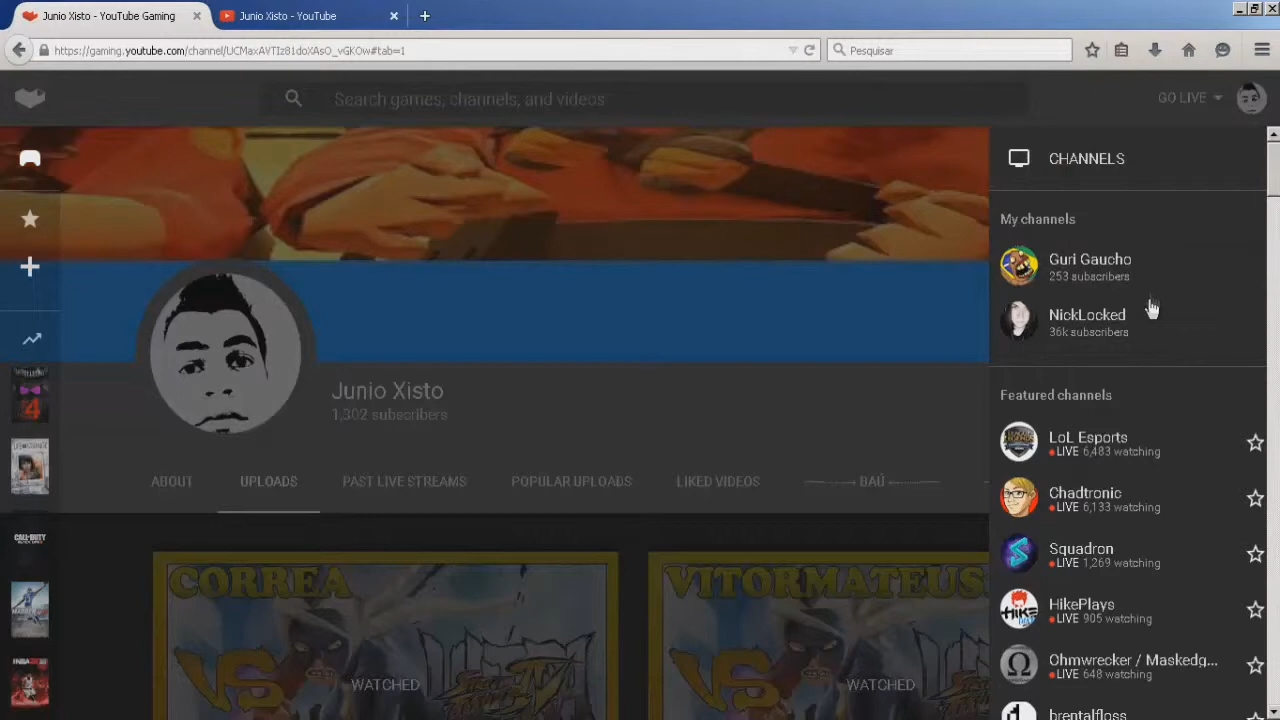 Junio Xisto - YouTube Gaming
Junio Xisto - YouTube
https://gaming.youtube.com/channel/UCMaxAVTIz81doXAsO_vGKOw#tab=1
Pesquisar
Search games, channels, and videos
GO LIVE
CHANNELS
My channels
Guri Gaucho
253 subscribers
NickLocked
36k subscribers
Junio Xisto
1,302 subscribers
Featured channels
LoL Esports
LIVE 6,483 watching
ABOUT
UPLOADS
PAST LIVE STREAMS
POPULAR UPLOADS
LIKED VIDEOS
BAÚ
Chadtronic
LIVE 6,133 watching
Squadron
LIVE 1,269 watching
HikePlays
LIVE 905 watching
Ohmwrecker / Maskedg...
LIVE 648 watching
brentalfloss
CORREA
VS
WATCHED
VITORMATEUS
VS
WATCHED
CALL·DUTY